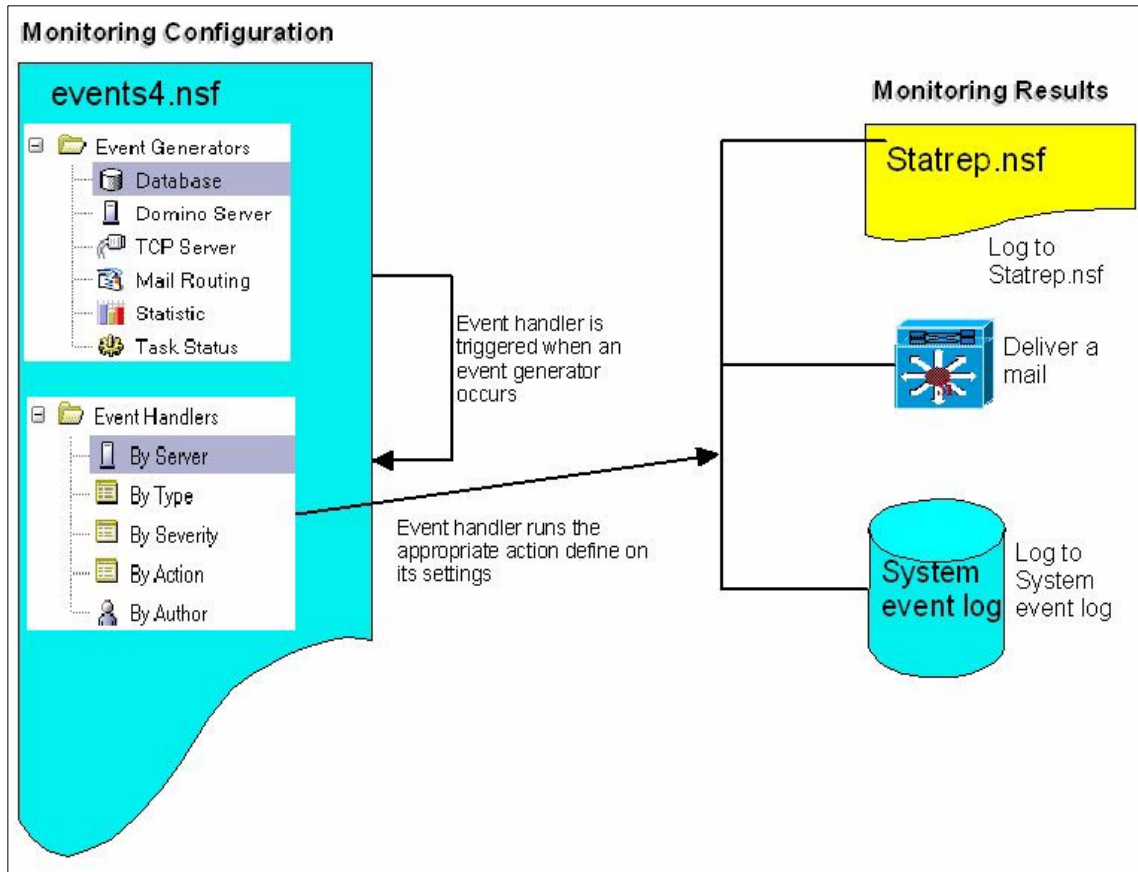 Monitoring Configuration
events4.nsf
Event Generators
Database
Domino Server
TCP Server
Mail Routing
Statistic
Task Status
Event Handlers
By Server
By Type
By Severity
By Action
By Author
Event handler is
triggered when an
event generator
occurs
Event handler runs the
appropriate action define on
its settings
Monitoring Results
Statrep.nsf
Log to
Statrep.nsf
Deliver a
mail
System
event log
Log to
System
event log